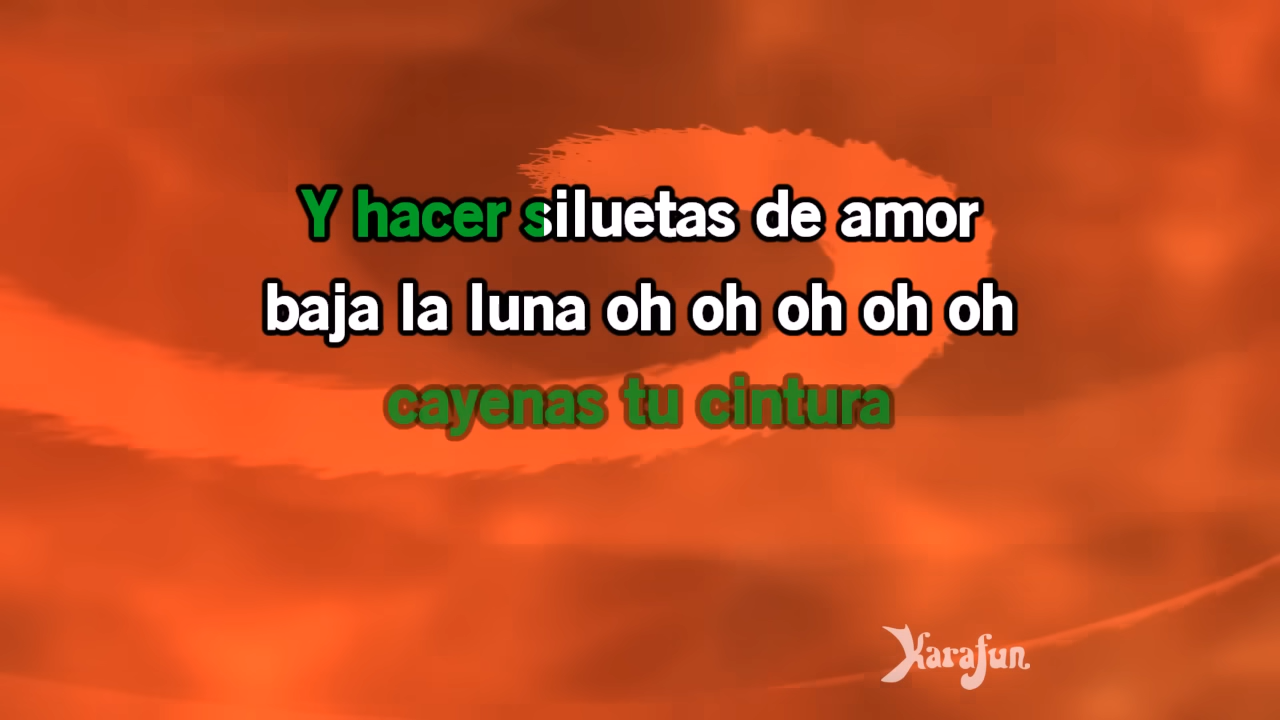 Y hacer siluetas de amor
baja la luna oh oh oh oh oh
cayenas tu cintura
Karafun